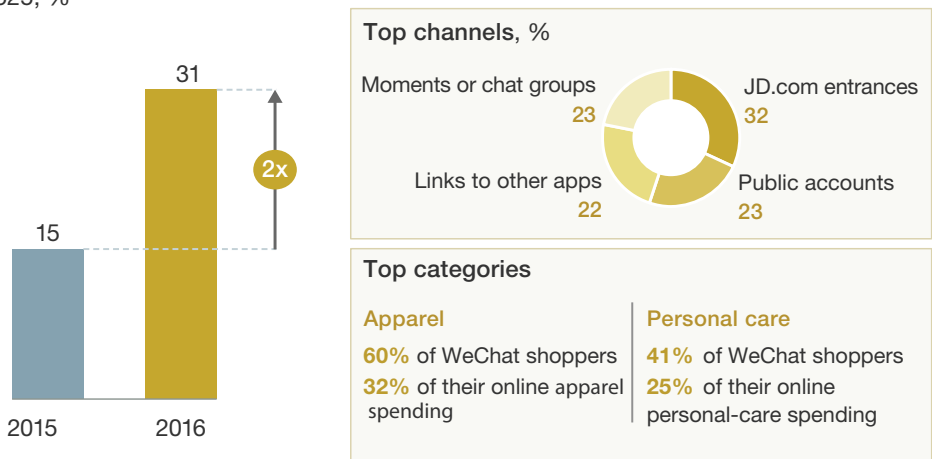 %
31
2x
15
2015
2016
Top channels, %
Moments or chat groups
23
JD.com entrances
32
Links to other apps
22
Public accounts
23
Top categories
Apparel
60% of WeChat shoppers
32% of their online apparel
spending
Personal care
41% of WeChat shoppers
25% of their online
personal-care spending